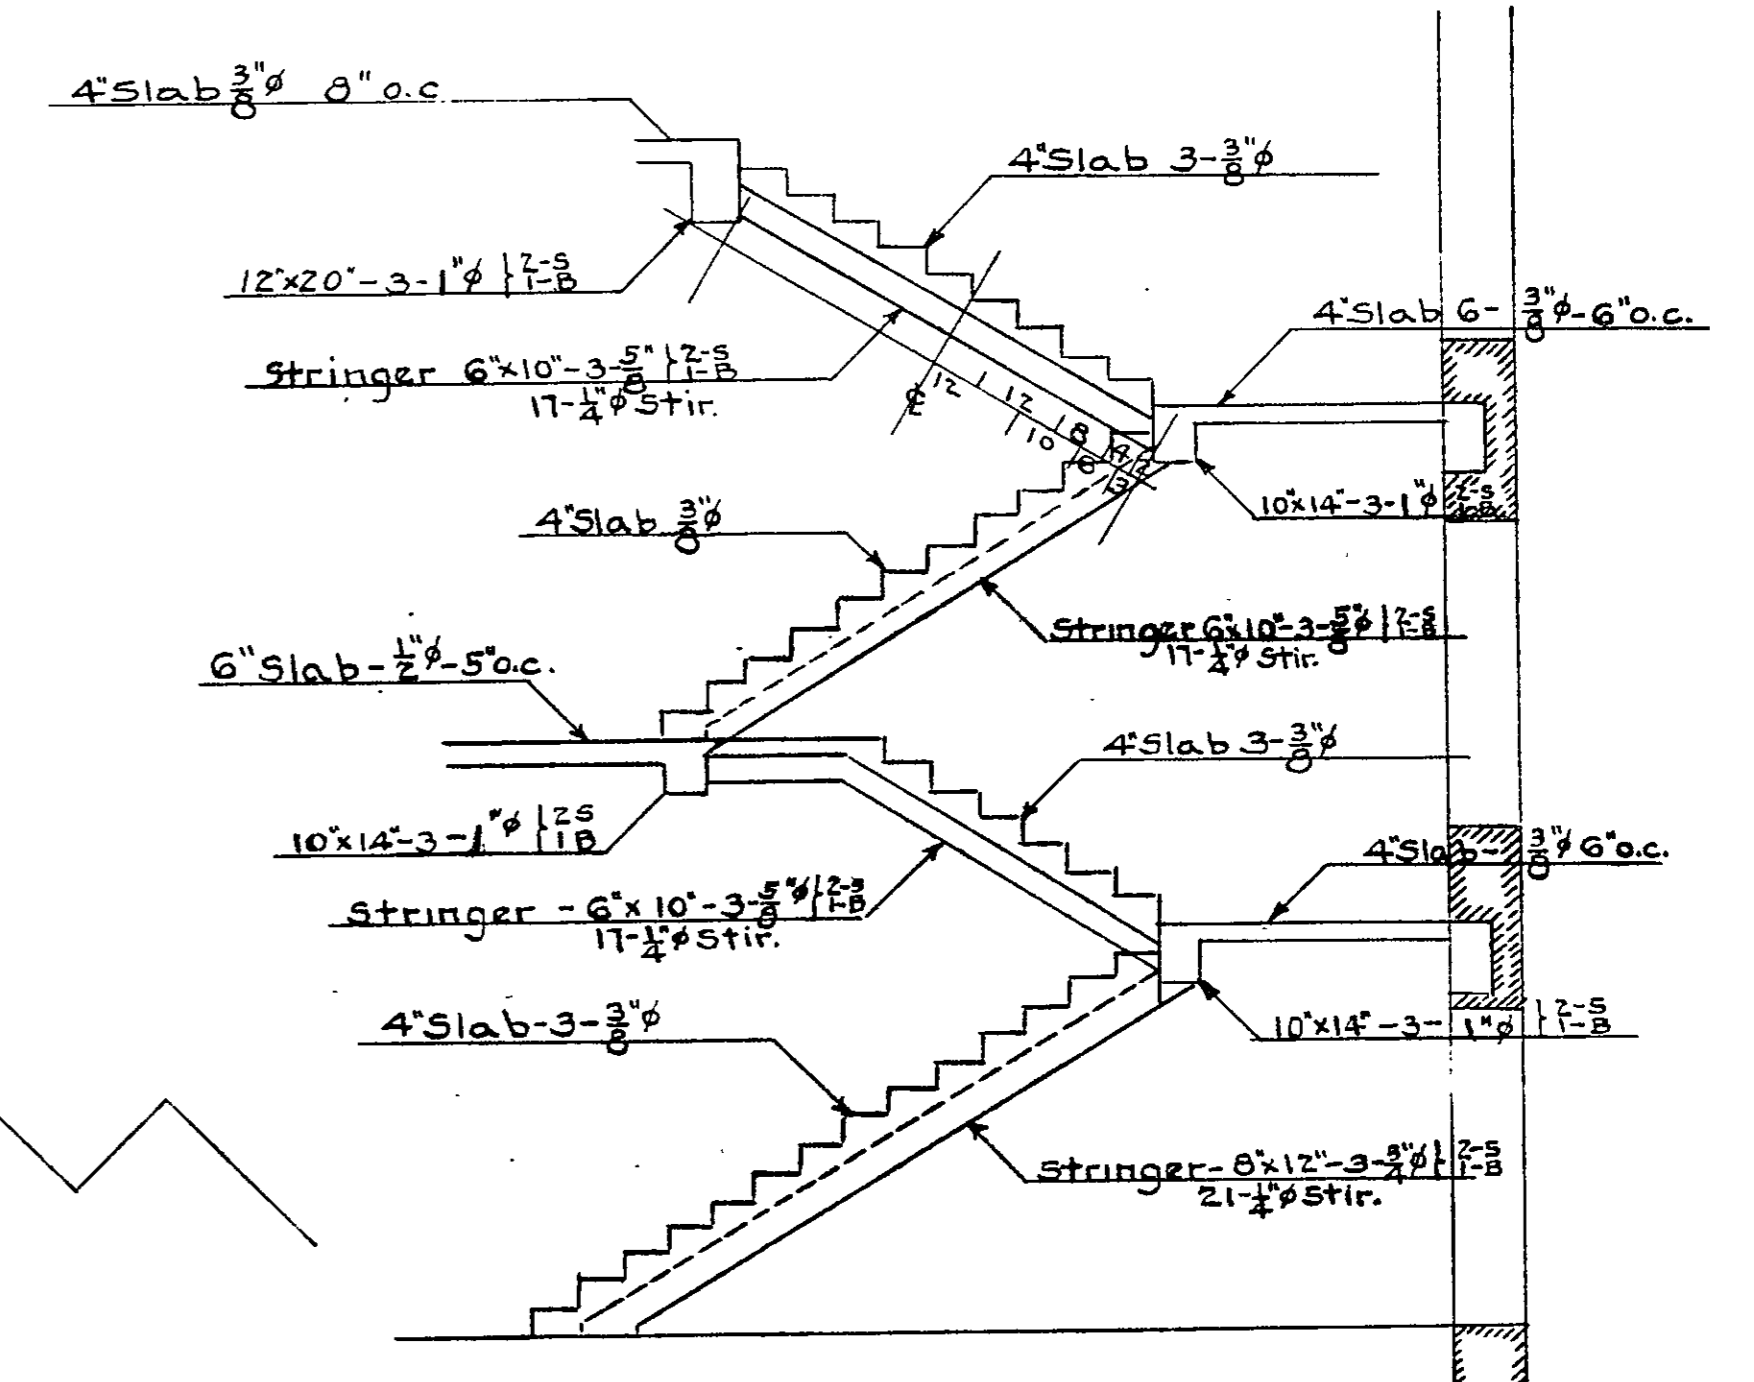 4"Slab 3/8"ø 8" o.c.
4"Slab 3-3/8"ø
12"x20"-3-1"ø }2-S
1-B
4"Slab 6-3/8"ø-6"o.c.
Stringer 6"x10"-3-5/8" }2-S
1-B
17-1/4"ø Stir.
℄
12
12
10
8
6
4
2
3
10"x14"-3-1"ø 2-S
4"Slab 3/8"ø
Stringer 6"x10"-3-5/8"ø }2-S
1-B
17-1/4"ø Stir.
6"Slab-1/2"ø-5"o.c.
4"Slab 3-3/8"ø
10"x14"-3-1"ø {2S
1B
4"Slab-3/8"ø 6"o.c.
Stringer-6"x10"-3-5/8"ø }2-S
1-B
17-1/4"ø Stir.
4"Slab-3-3/8"ø
10"x14"-3-1"ø }2-S
1-B
Stringer-8"x12"-3-3/4"ø }2-S
1-B
21-1/4"ø Stir.